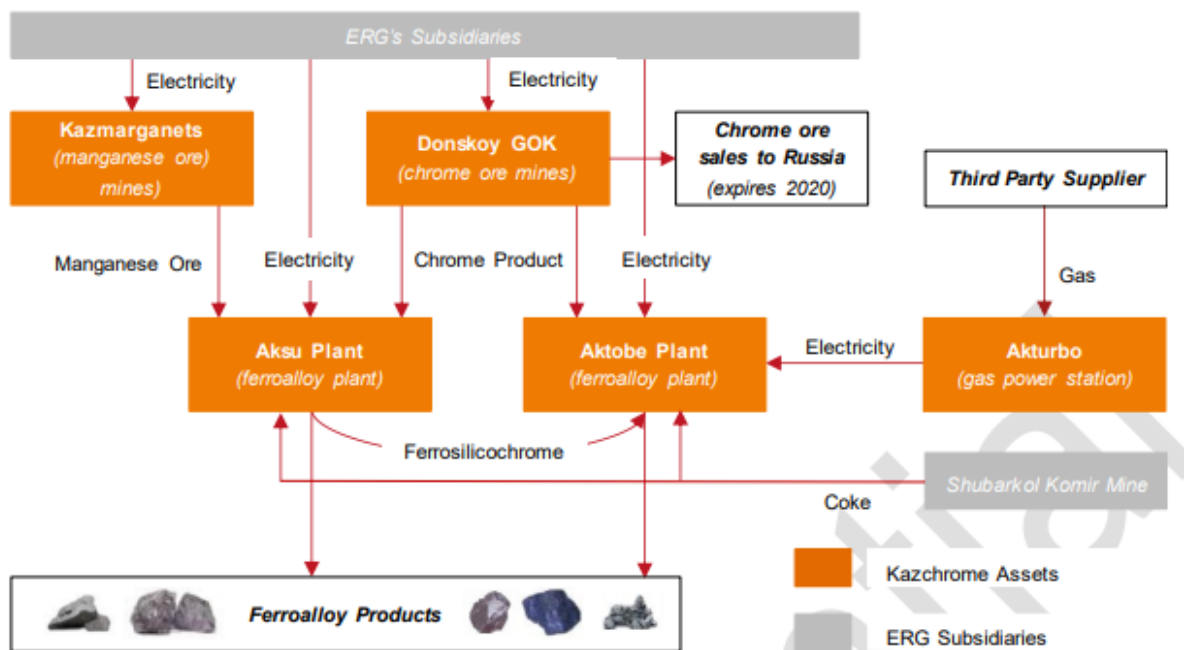 ERG's Subsidiaries
Electricity
Electricity
Kazmarganets
(manganese ore)
mines)
Donskoy GOK
(chrome ore mines)
Chrome ore
sales to Russia
(expires 2020)
Third Party Supplier
Manganese Ore
Electricity
Chrome Product
Electricity
Gas
Aksu Plant
(ferroalloy plant)
Aktobe Plant
(ferroalloy plant)
Electricity
Akturbo
(gas power station)
Ferrosilicochrome
Shubarkol Komir Mine
Coke
Kazchrome Assets
Ferroalloy Products
ERG Subsidiaries